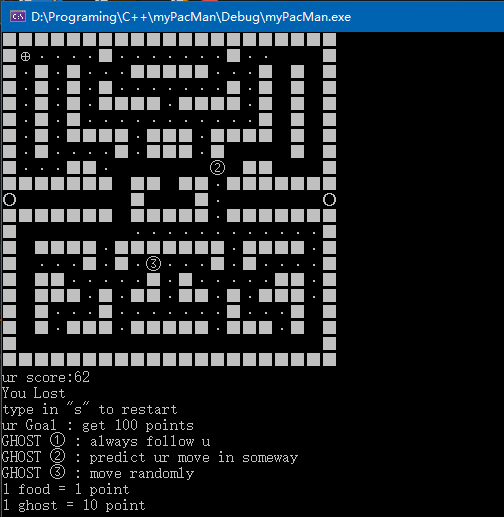 D:\Programing\C++\myPacMan\Debug\myPacMan.exe
②
③
ur score:62
You Lost
type in "s" to restart
ur Goal : get 100 points
GHOST ① : always follow u
GHOST ② : predict ur move in someway
GHOST ③ : move randomly
1 food = 1 point
1 ghost = 10 point